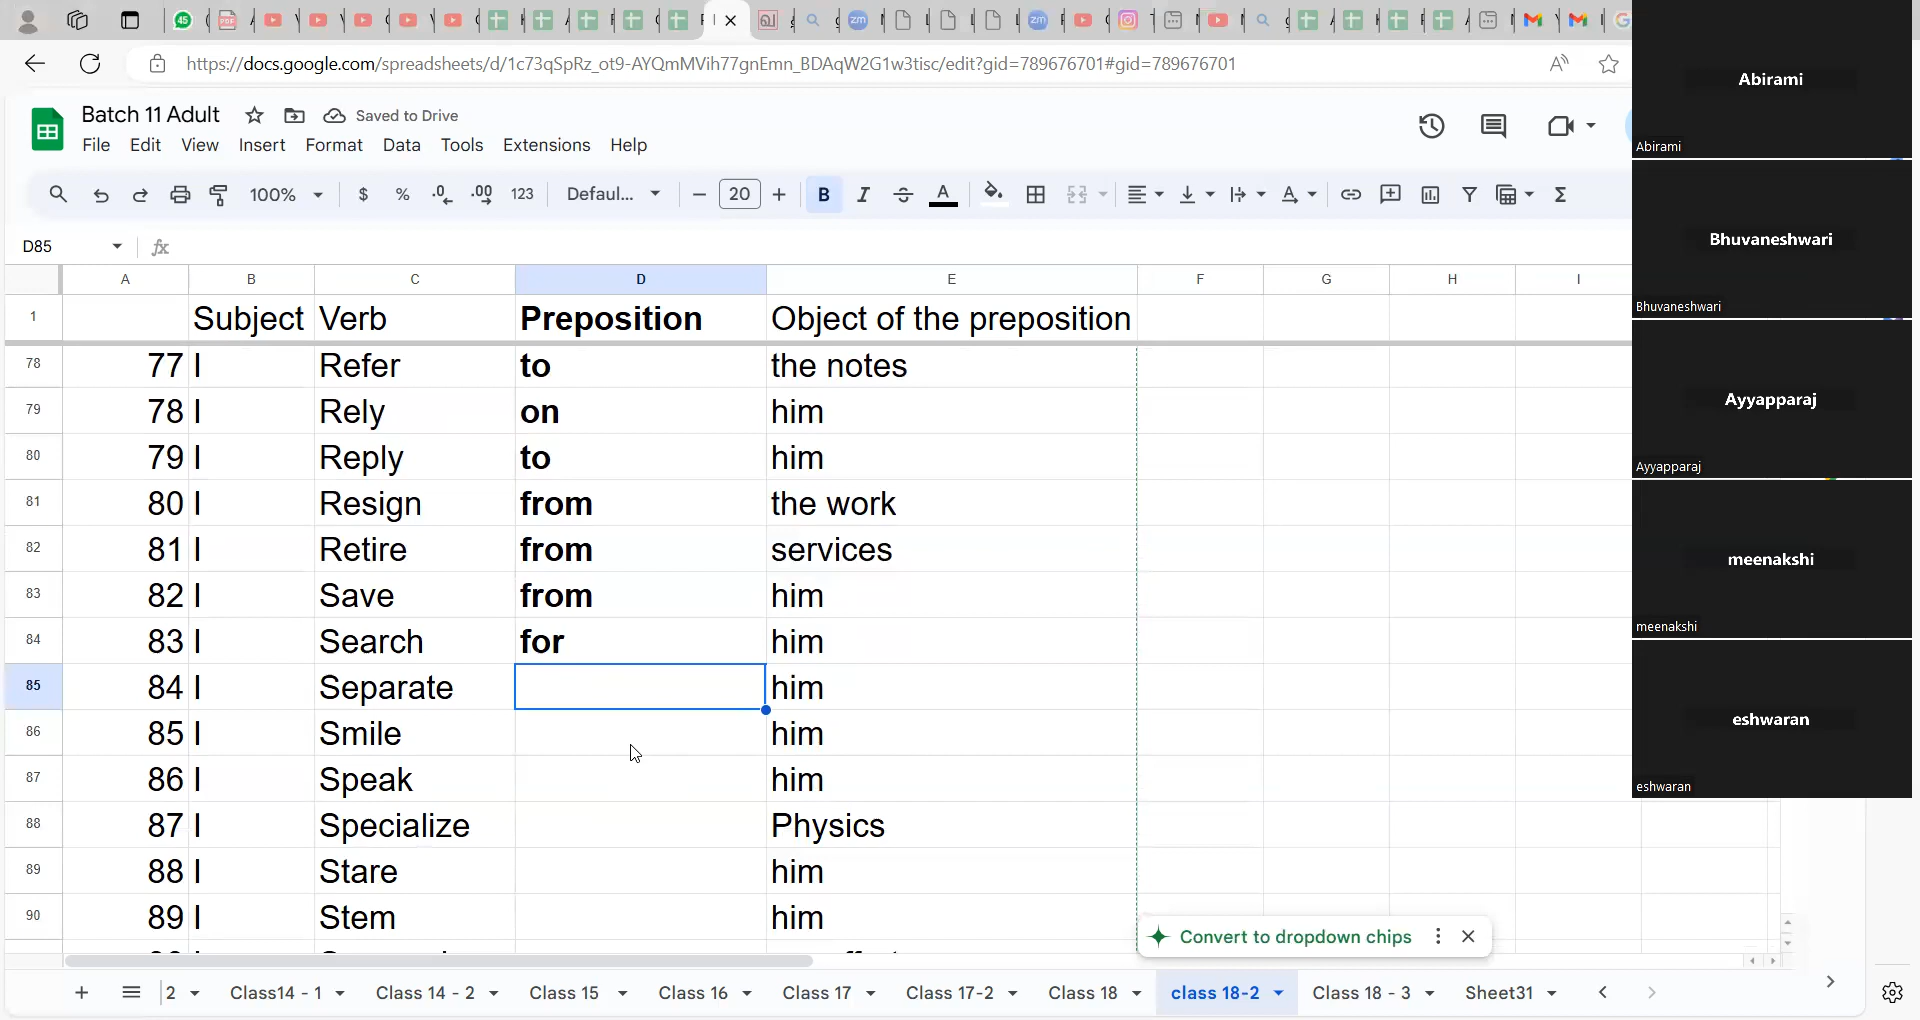 https://docs.google.com/spreadsheets/d/1c73qSpRz_ot9-AYQmMVih77gnEmn_BDAqW2G1w3tisc/edit?gid=789676701#gid=789676701
Batch 11 Adult
Saved to Drive
File Edit View Insert Format Data Tools Extensions Help
100% $ % .0 .00 123 Defaul... − 20 + B I A
D85 fx
A B C D E F G H I
1 Subject Verb Preposition Object of the preposition
78 77 I Refer to the notes
79 78 I Rely on him
80 79 I Reply to him
81 80 I Resign from the work
82 81 I Retire from services
83 82 I Save from him
84 83 I Search for him
85 84 I Separate him
86 85 I Smile him
87 86 I Speak him
88 87 I Specialize Physics
89 88 I Stare him
90 89 I Stem him
Convert to dropdown chips
2 Class14 - 1 Class 14 - 2 Class 15 Class 16 Class 17 Class 17-2 Class 18 class 18-2 Class 18 - 3 Sheet31
Abirami
Abirami
Bhuvaneshwari
Bhuvaneshwari
Ayyapparaj
Ayyapparaj
meenakshi
meenakshi
eshwaran
eshwaran